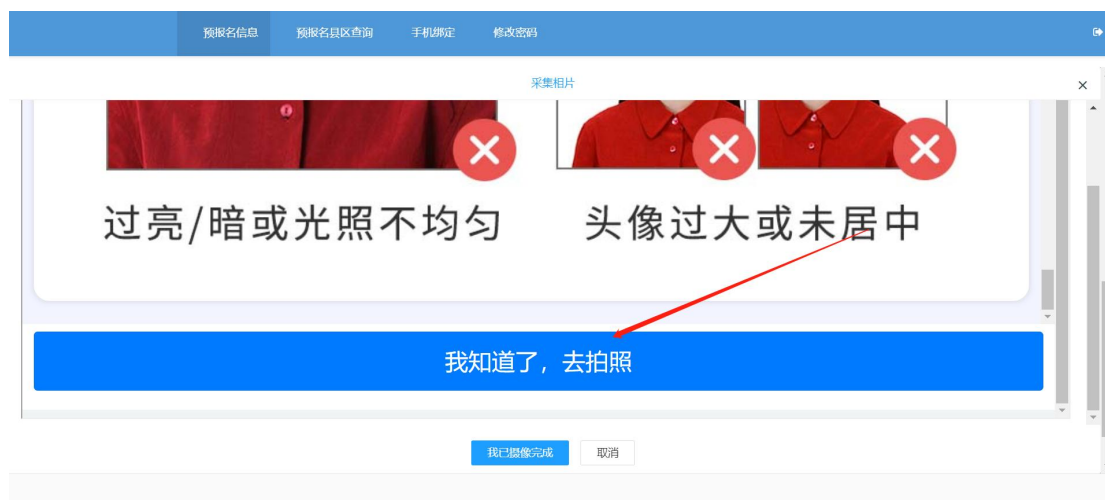 预报名信息 预报名县区查询 手机绑定 修改密码
采集相片
过亮/暗或光照不均匀 头像过大或未居中
我知道了，去拍照
我已摄像完成 取消